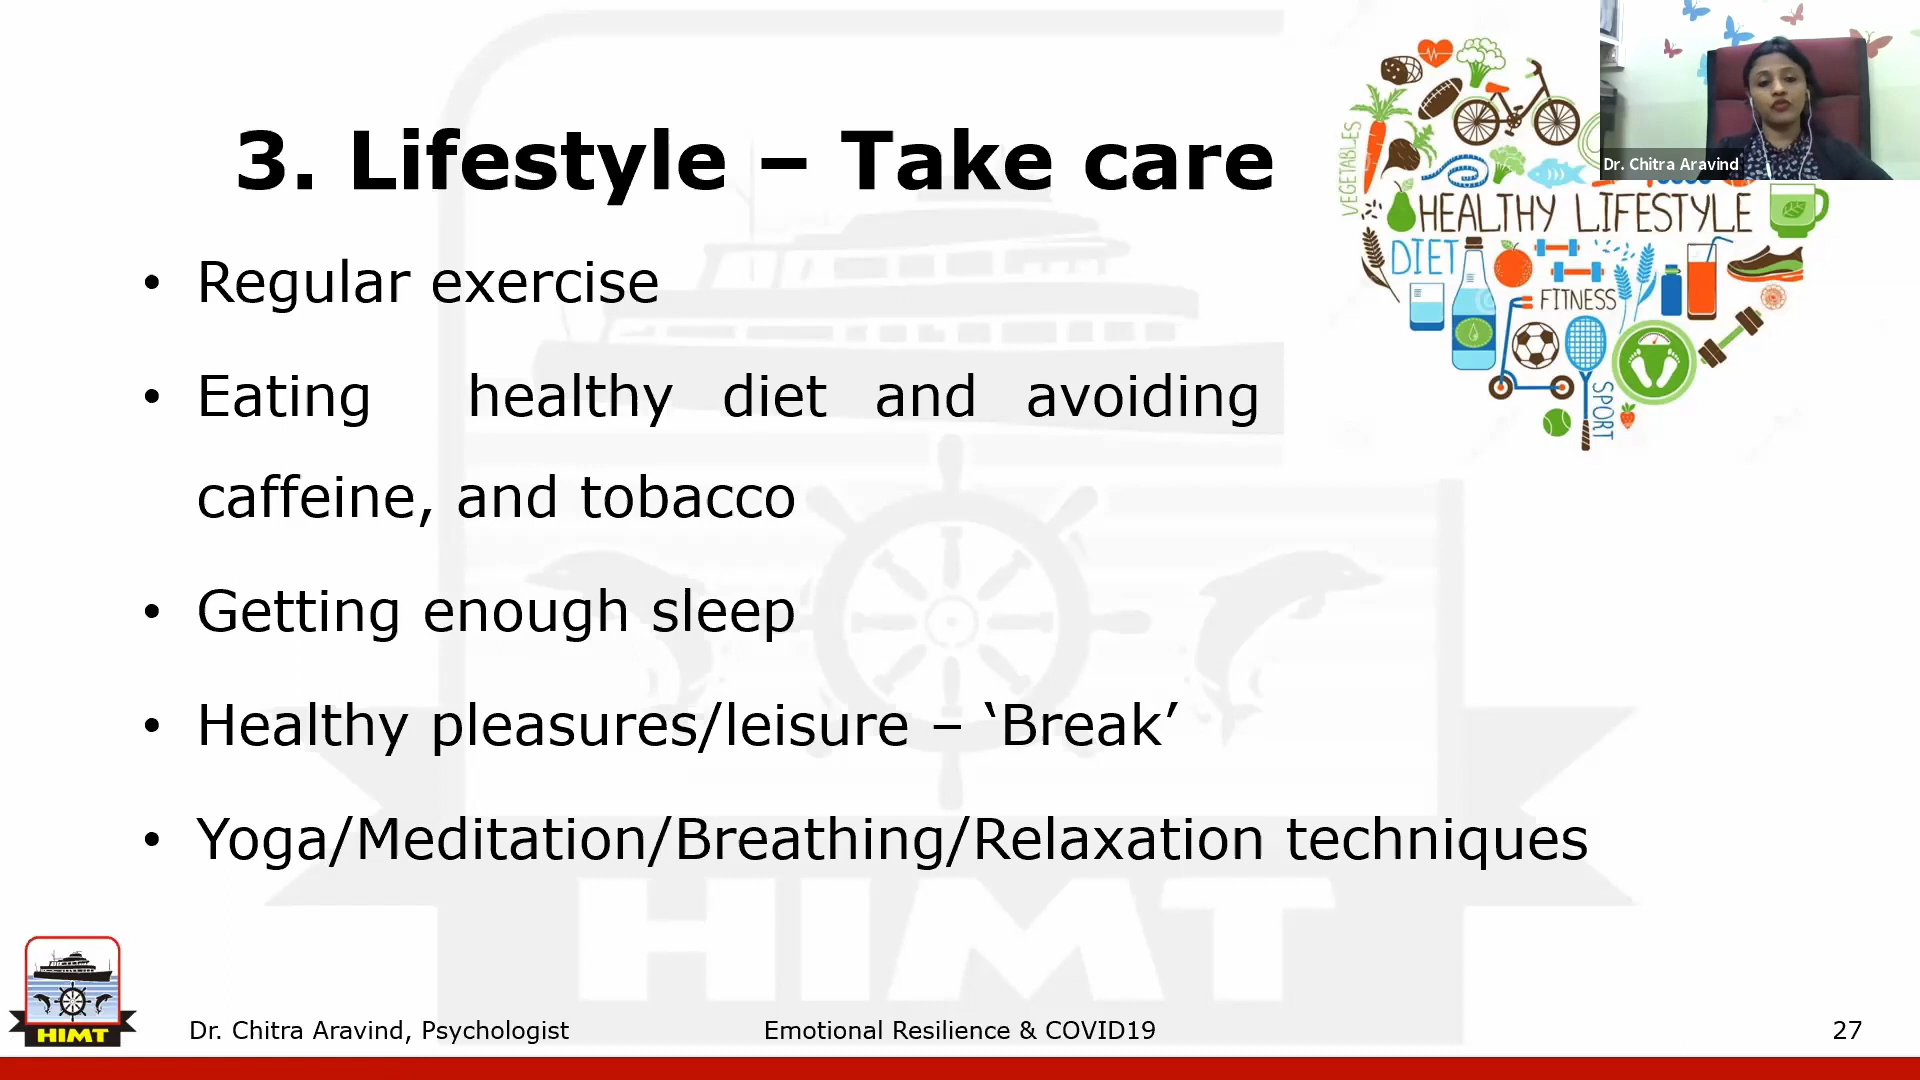 3. Lifestyle – Take care
• Regular exercise
• Eating healthy diet and avoiding
caffeine, and tobacco
• Getting enough sleep
• Healthy pleasures/leisure – ‘Break’
• Yoga/Meditation/Breathing/Relaxation techniques
VEGETABLES
HEALTHY LIFESTYLE
DIET
FITNESS
SPORT
Dr. Chitra Aravind
HIMT
HIMT
Dr. Chitra Aravind, Psychologist
Emotional Resilience & COVID19
27